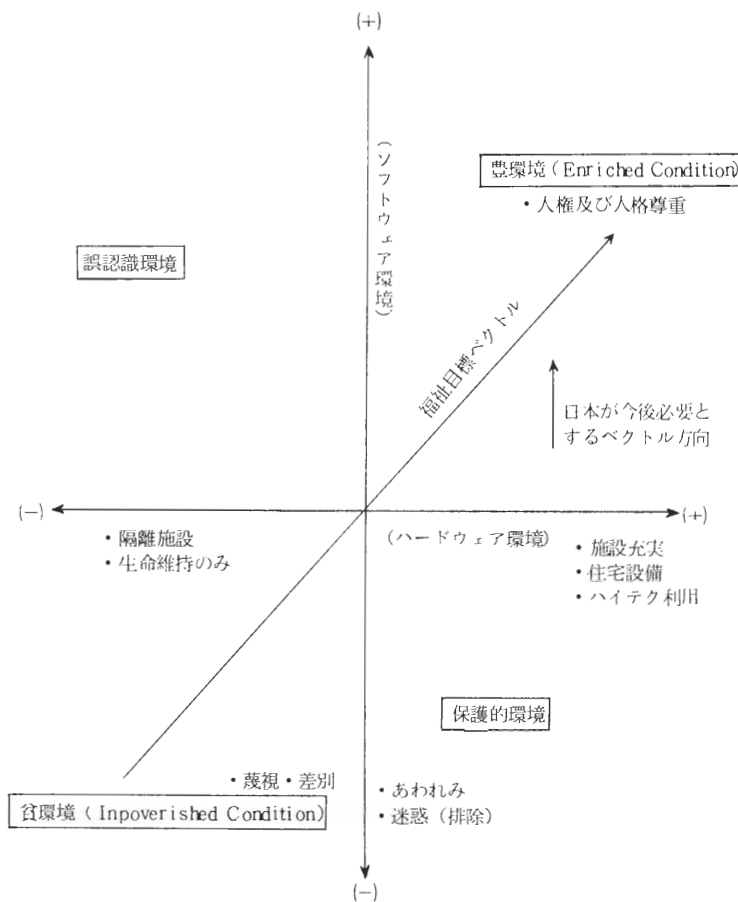 (+)
(ソフトウェア環境)
豊環境 (Enriched Condition)
・人権及び人格尊重
誤認識環境
福祉目標ベクトル
日本が今後必要と
するベクトル方向
(−)
(+)
・隔離施設
・生命維持のみ
(ハードウェア環境)
・施設充実
・住宅設備
・ハイテク利用
保護的環境
・蔑視・差別
・あわれみ
・迷惑 (排除)
貧環境 ( Inpoverished Condition)
(−)